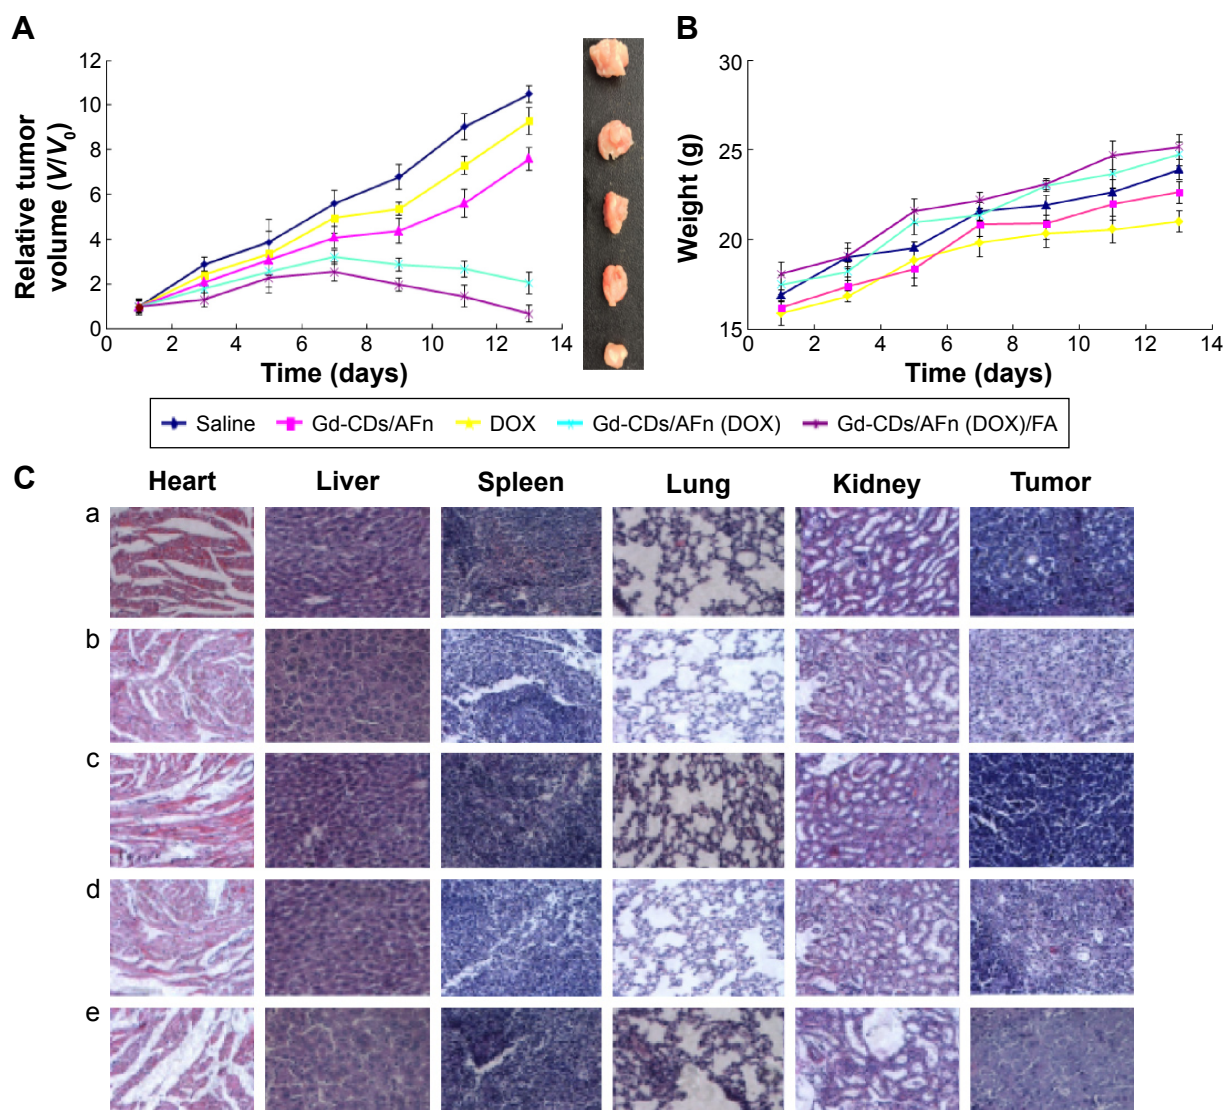 A
Relative tumor
volume (V/V0)
12
10
8
6
4
2
0
0 2 4 6 8 10 12 14
Time (days)
B
Weight (g)
30
25
20
15
0 2 4 6 8 10 12 14
Time (days)
Saline Gd-CDs/AFn DOX Gd-CDs/AFn (DOX) Gd-CDs/AFn (DOX)/FA
C
Heart Liver Spleen Lung Kidney Tumor
a
b
c
d
e